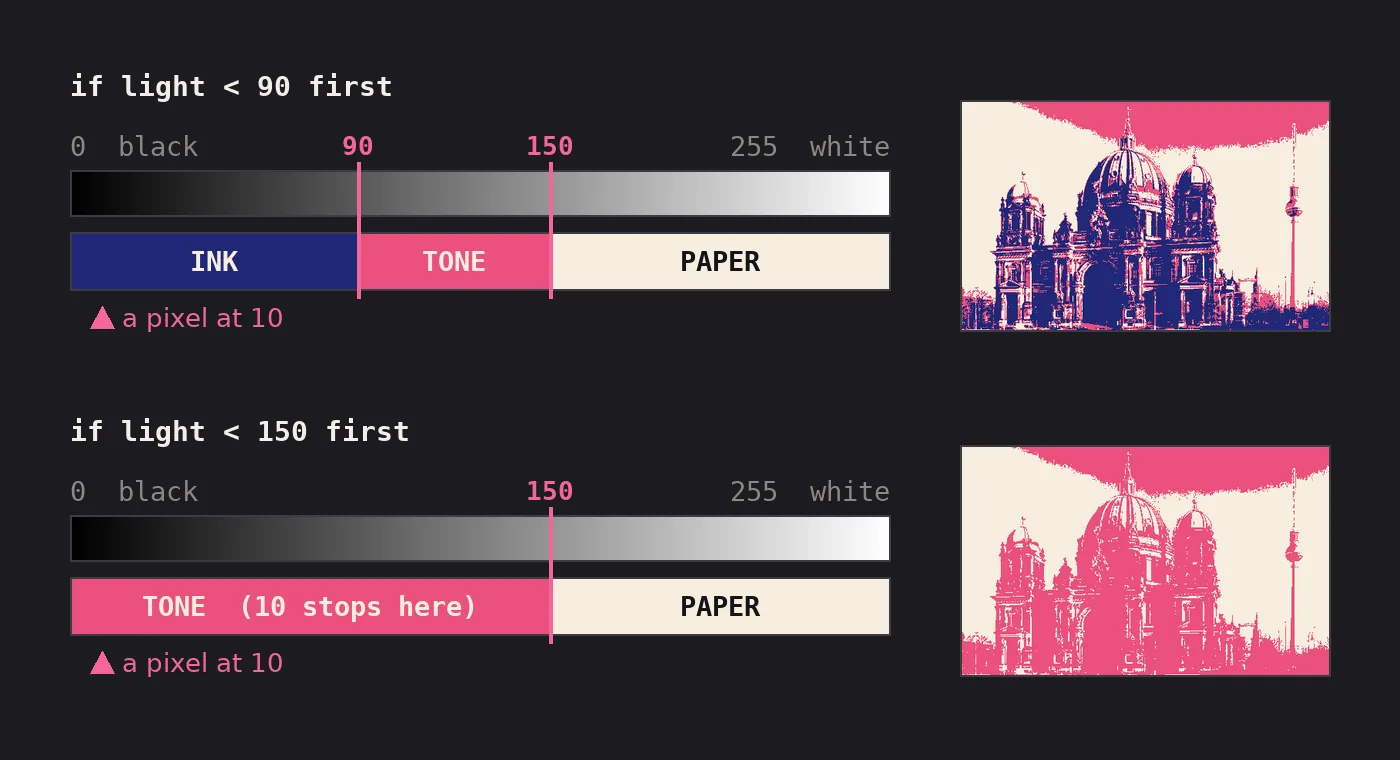 if light < 90 first
0 black 90 150 255 white
INK TONE PAPER
a pixel at 10
if light < 150 first
0 black 150 255 white
TONE (10 stops here) PAPER
a pixel at 10